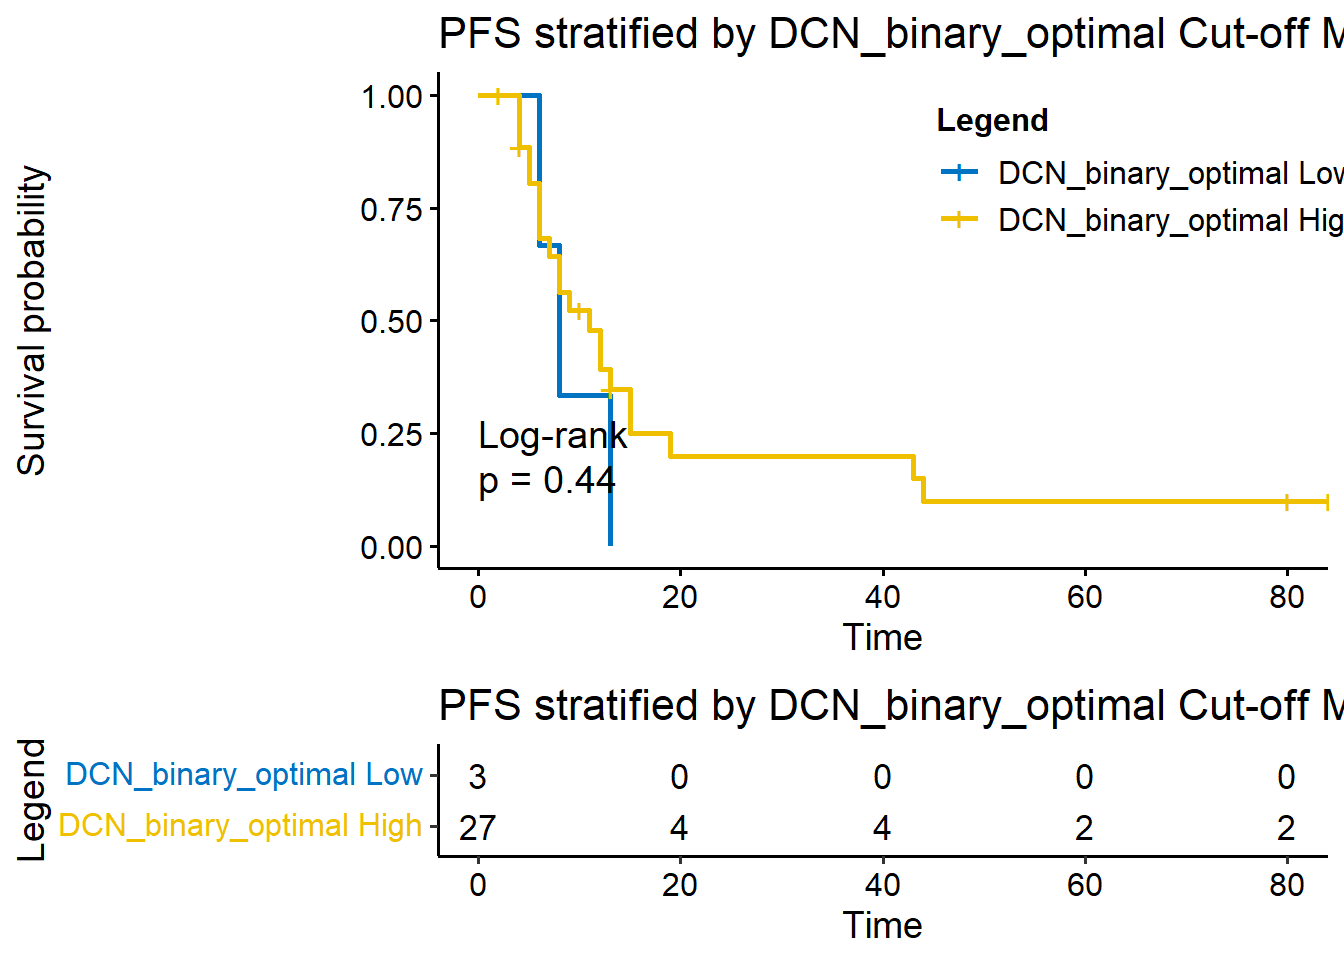 PFS stratified by DCN_binary_optimal Cut-off M
Survival probability
1.00
0.75
0.50
0.25
0.00
Legend
DCN_binary_optimal Low
DCN_binary_optimal Hig
Log-rank
p = 0.44
0 20 40 60 80
Time
PFS stratified by DCN_binary_optimal Cut-off M
Legend
DCN_binary_optimal Low 3 0 0 0 0
DCN_binary_optimal High 27 4 4 2 2
0 20 40 60 80
Time